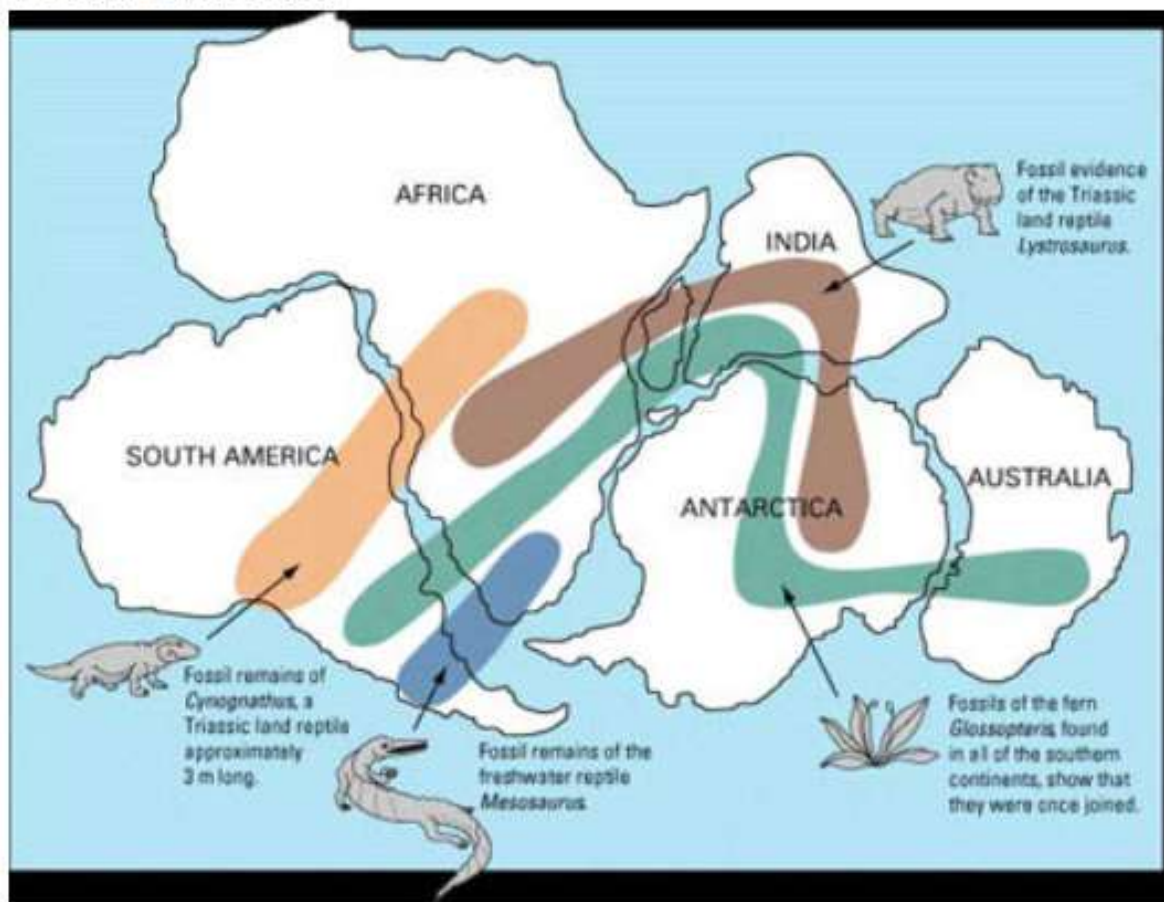 AFRICA
INDIA
Fossil evidence
of the Triassic
land reptile
Lystrosaurus.
SOUTH AMERICA
ANTARCTICA
AUSTRALIA
Fossil remains of
Cynognathus, a
Triassic land reptile
approximately
3 m long.
Fossil remains of the
freshwater reptile
Mesosaurus.
Fossils of the fern
Glossopteris, found
in all of the southern
continents, show that
they were once joined.